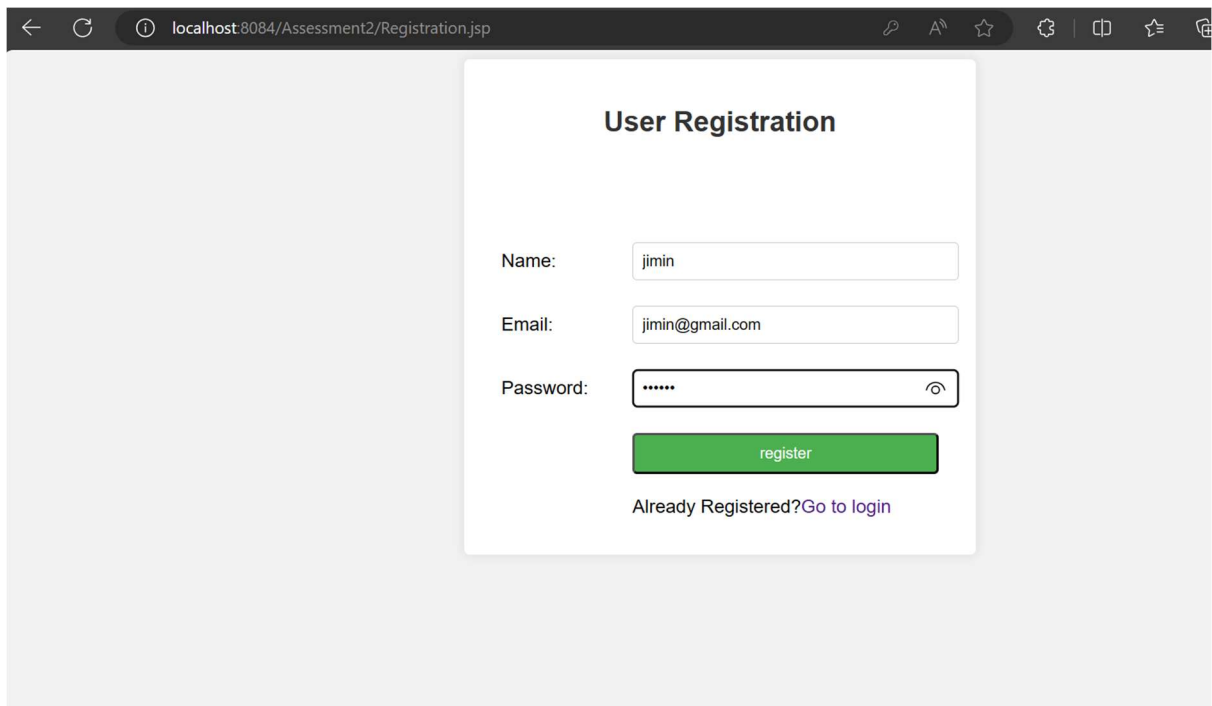 localhost:8084/Assessment2/Registration.jsp
User Registration
Name: jimin
Email: jimin@gmail.com
Password: ••••••
register
Already Registered?Go to login